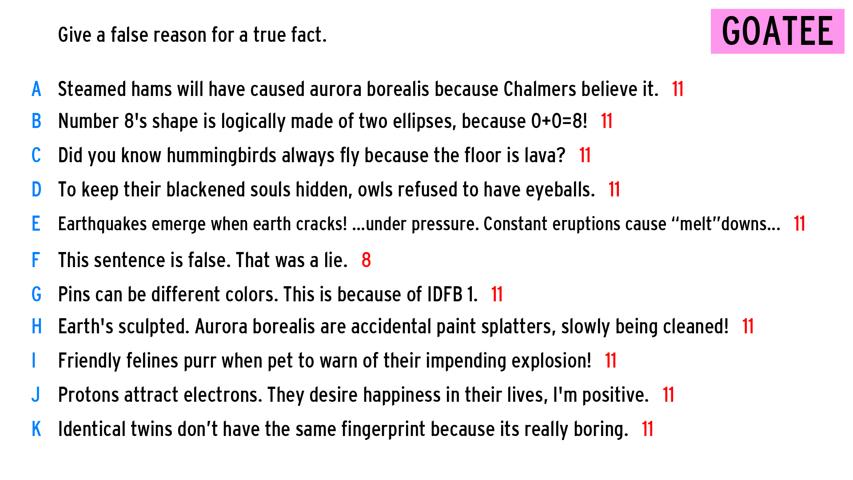 Give a false reason for a true fact.
GOATEE
A Steamed hams will have caused aurora borealis because Chalmers believe it. 11
B Number 8's shape is logically made of two ellipses, because 0+0=8! 11
C Did you know hummingbirds always fly because the floor is lava? 11
D To keep their blackened souls hidden, owls refused to have eyeballs. 11
E Earthquakes emerge when earth cracks! ...under pressure. Constant eruptions cause “melt”downs... 11
F This sentence is false. That was a lie. 8
G Pins can be different colors. This is because of IDFB 1. 11
H Earth's sculpted. Aurora borealis are accidental paint splatters, slowly being cleaned! 11
I Friendly felines purr when pet to warn of their impending explosion! 11
J Protons attract electrons. They desire happiness in their lives, I'm positive. 11
K Identical twins don’t have the same fingerprint because its really boring. 11